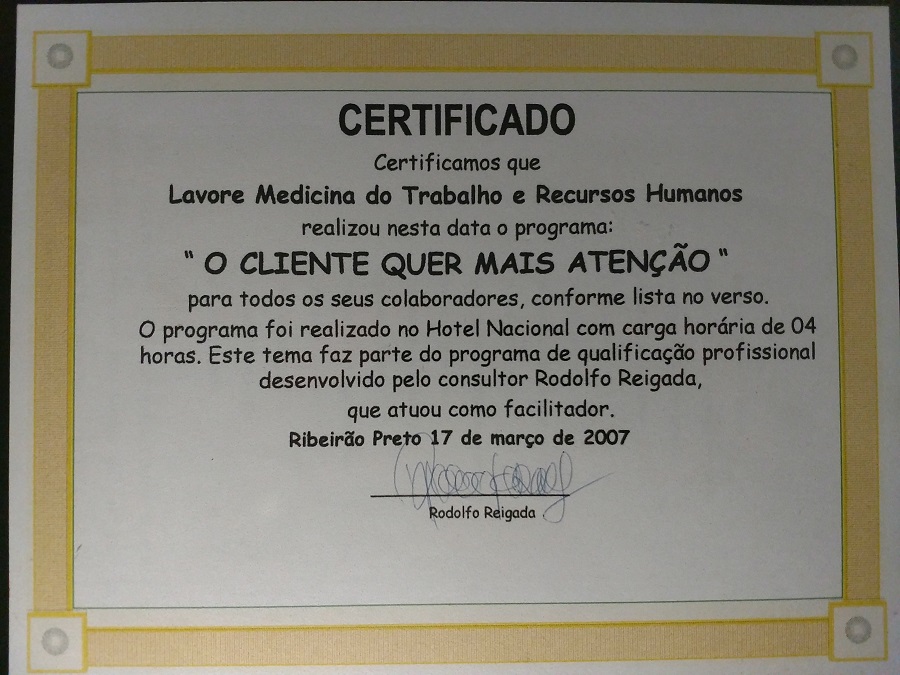 CERTIFICADO
Certificamos que
Lavore Medicina do Trabalho e Recursos Humanos
realizou nesta data o programa:
" O CLIENTE QUER MAIS ATENÇÃO "
para todos os seus colaboradores, conforme lista no verso.
O programa foi realizado no Hotel Nacional com carga horária de 04
horas. Este tema faz parte do programa de qualificação profissional
desenvolvido pelo consultor Rodolfo Reigada,
que atuou como facilitador.
Ribeirão Preto 17 de março de 2007
Rodolfo Reigada